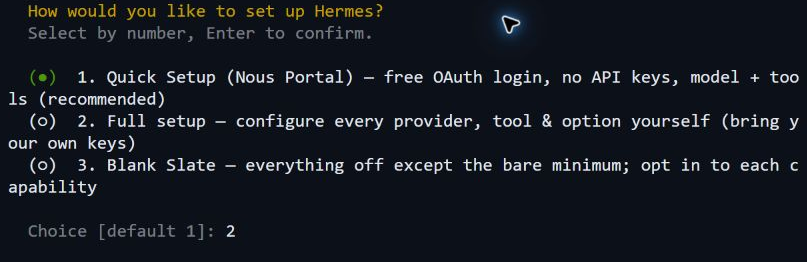 How would you like to set up Hermes?
Select by number, Enter to confirm.
(●) 1. Quick Setup (Nous Portal) — free OAuth login, no API keys, model + too
ls (recommended)
(○) 2. Full setup — configure every provider, tool & option yourself (bring y
our own keys)
(○) 3. Blank Slate — everything off except the bare minimum; opt in to each c
apability
Choice [default 1]: 2